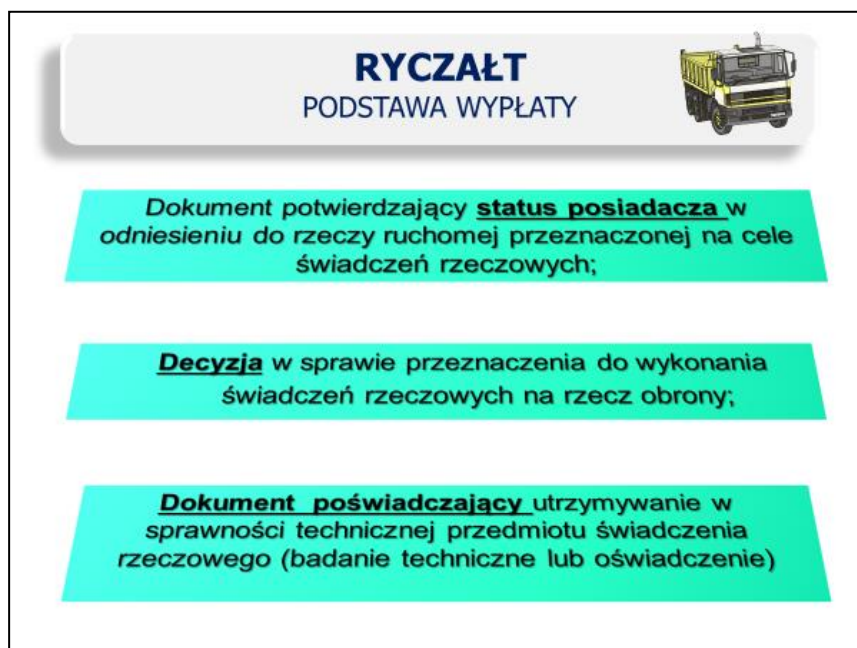 RYCZAŁT
PODSTAWA WYPŁATY
Dokument potwierdzający status posiadacza w
odniesieniu do rzeczy ruchomej przeznaczonej na cele
świadczeń rzeczowych;
Decyzja w sprawie przeznaczenia do wykonania
świadczeń rzeczowych na rzecz obrony;
Dokument poświadczający utrzymywanie w
sprawności technicznej przedmiotu świadczenia
rzeczowego (badanie techniczne lub oświadczenie)